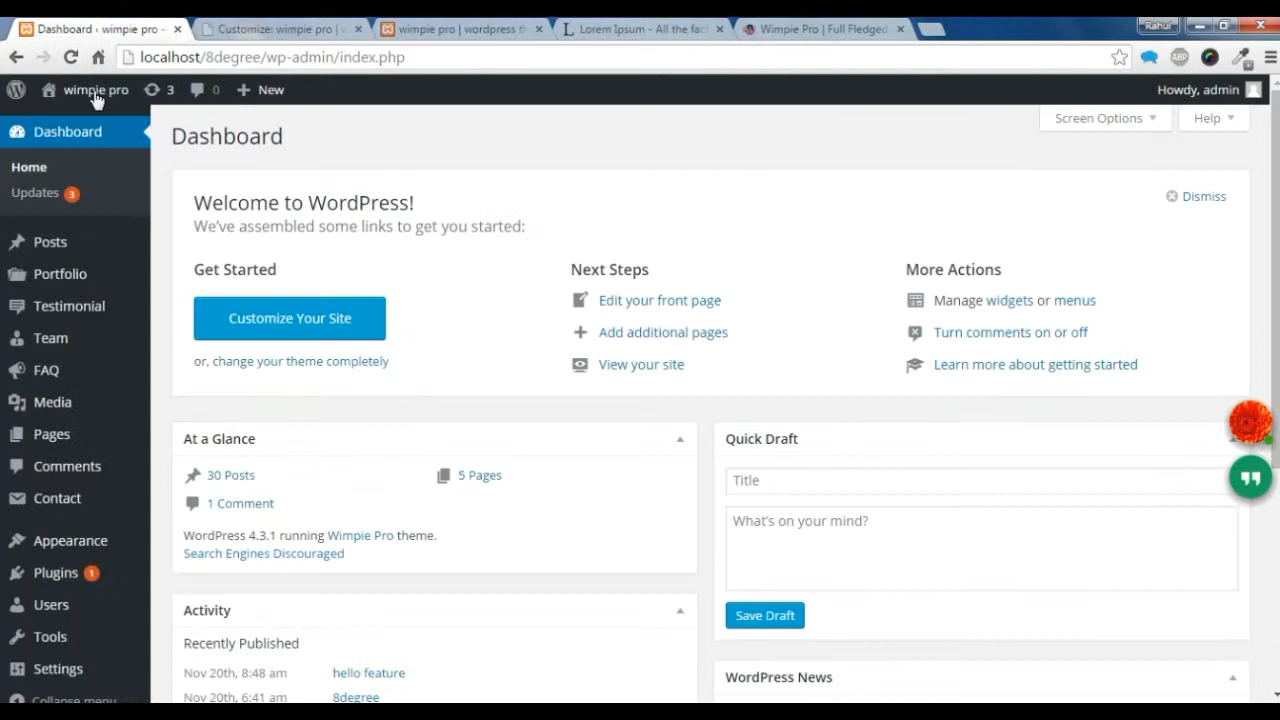 Dashboard ‹ wimpie pro –
Customize: wimpie pro |
wimpie pro | wordpress th
Lorem Ipsum - All the fact
Wimpie Pro | Full Fledged
Rahul
localhost/8degree/wp-admin/index.php
ABP
wimpie pro
3
0
New
Howdy, admin
Dashboard
Home
Updates 3
Posts
Portfolio
Testimonial
Team
FAQ
Media
Pages
Comments
Contact
Appearance
Plugins 1
Users
Tools
Settings
Collapse menu
Screen Options
Help
Dashboard
Welcome to WordPress!
We've assembled some links to get you started:
Dismiss
Get Started
Customize Your Site
or, change your theme completely
Next Steps
Edit your front page
Add additional pages
View your site
More Actions
Manage widgets or menus
Turn comments on or off
Learn more about getting started
At a Glance
30 Posts
5 Pages
1 Comment
WordPress 4.3.1 running Wimpie Pro theme.
Search Engines Discouraged
Activity
Recently Published
Nov 20th, 8:48 am hello feature
Nov 20th, 6:41 am 8degree
Quick Draft
Title
What's on your mind?
Save Draft
WordPress News